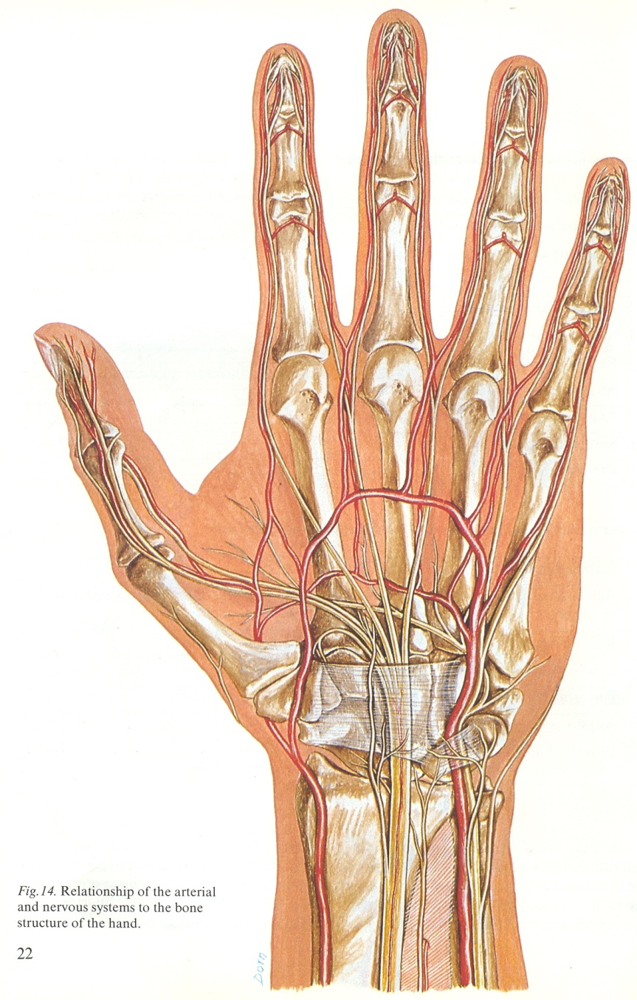 Fig. 14. Relationship of the arterial
and nervous systems to the bone
structure of the hand.
22
Dorn